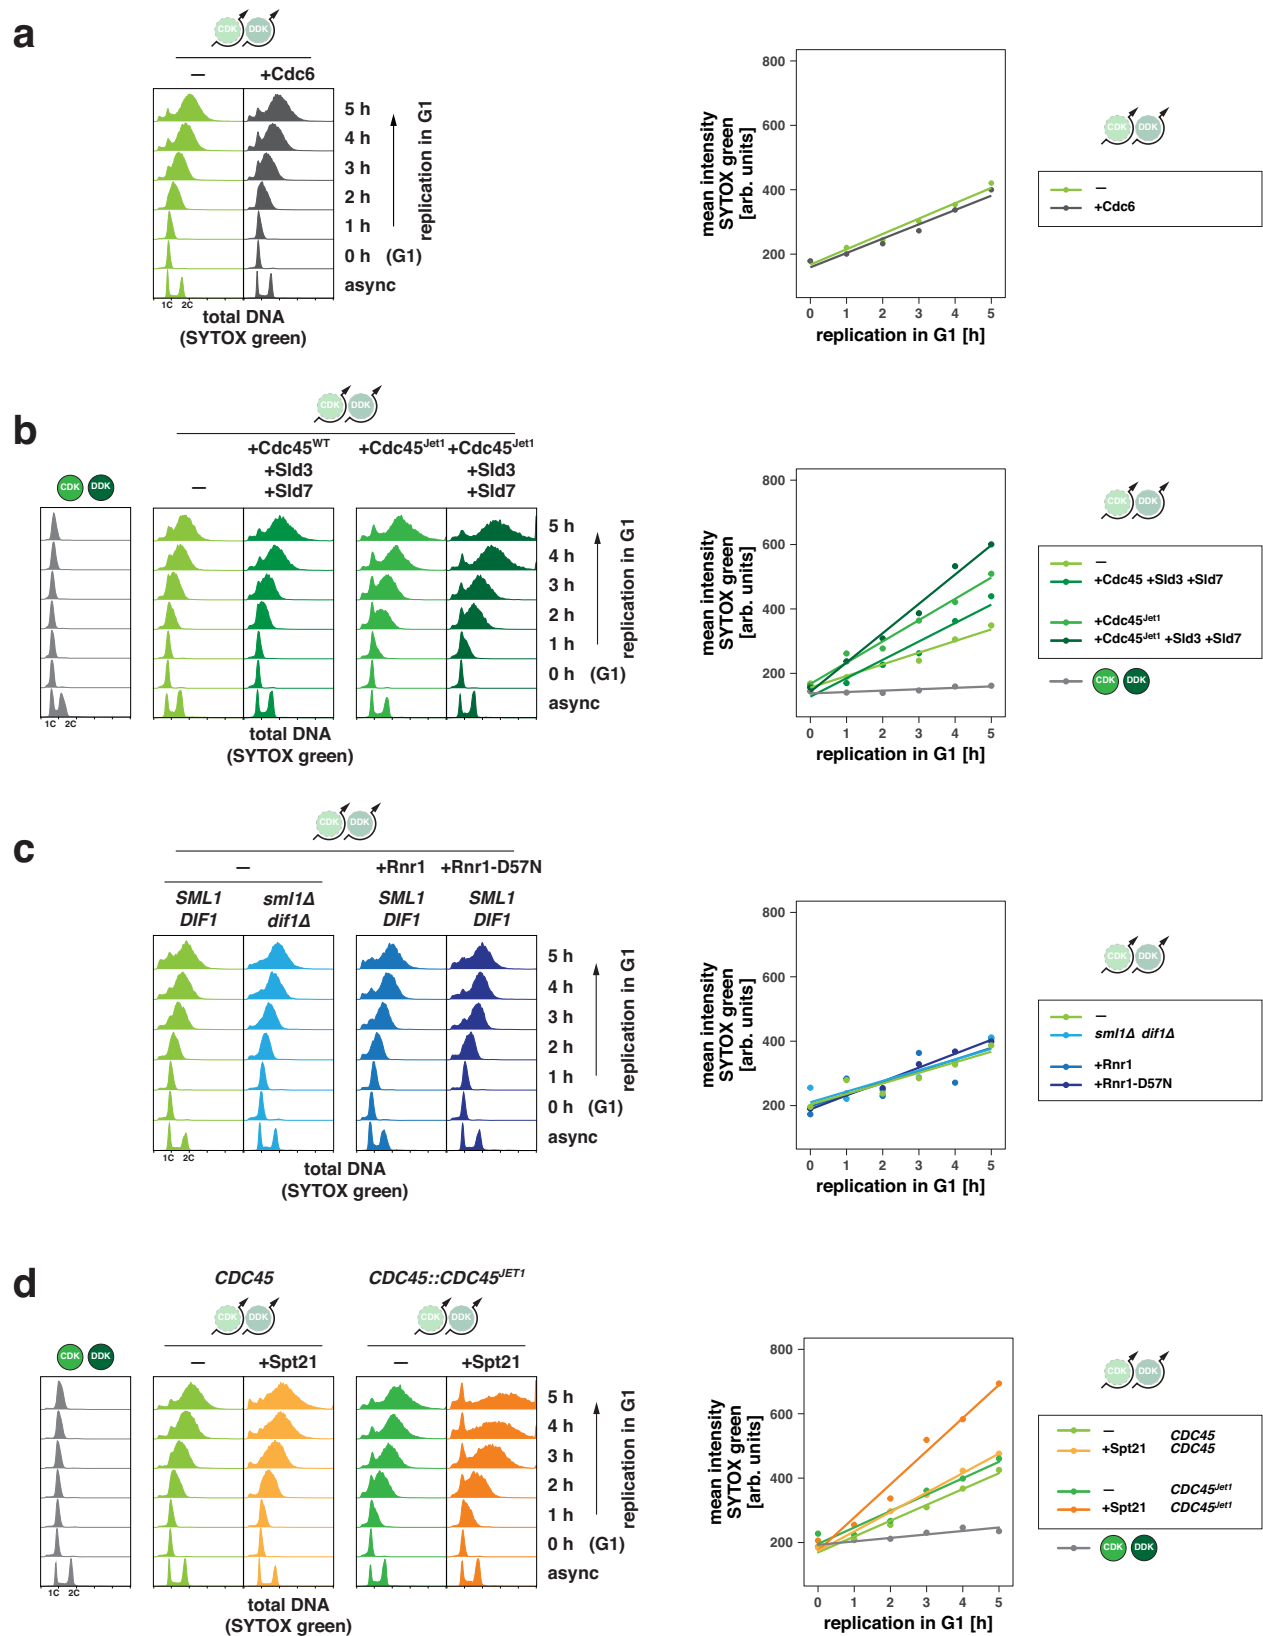 a
CDK DDK
— +Cdc6
5 h
4 h
3 h
2 h
1 h
0 h (G1)
async
replication in G1
1C 2C
total DNA
(SYTOX green)
mean intensity
SYTOX green
[arb. units]
800
600
400
200
0 1 2 3 4 5
replication in G1 [h]
CDK DDK
—
+Cdc6
b
CDK DDK
CDK DDK
—
+Cdc45WT
+Sld3
+Sld7
+Cdc45Jet1
+Cdc45Jet1
+Sld3
+Sld7
5 h
4 h
3 h
2 h
1 h
0 h (G1)
async
replication in G1
1C 2C
total DNA
(SYTOX green)
mean intensity
SYTOX green
[arb. units]
800
600
400
200
0 1 2 3 4 5
replication in G1 [h]
CDK DDK
—
+Cdc45 +Sld3 +Sld7
+Cdc45Jet1
+Cdc45Jet1 +Sld3 +Sld7
CDK DDK
c
CDK DDK
— +Rnr1 +Rnr1-D57N
SML1 sml1Δ SML1 SML1
DIF1 dif1Δ DIF1 DIF1
5 h
4 h
3 h
2 h
1 h
0 h (G1)
async
replication in G1
1C 2C
total DNA
(SYTOX green)
mean intensity
SYTOX green
[arb. units]
800
600
400
200
0 1 2 3 4 5
replication in G1 [h]
CDK DDK
—
sml1Δ dif1Δ
+Rnr1
+Rnr1-D57N
d
CDC45 CDC45::CDC45JET1
CDK DDK CDK DDK
CDK DDK
— +Spt21 — +Spt21
5 h
4 h
3 h
2 h
1 h
0 h (G1)
async
replication in G1
1C 2C
total DNA
(SYTOX green)
mean intensity
SYTOX green
[arb. units]
800
600
400
200
0 1 2 3 4 5
replication in G1 [h]
CDK DDK
— CDC45
+Spt21 CDC45
— CDC45Jet1
+Spt21 CDC45Jet1
CDK DDK